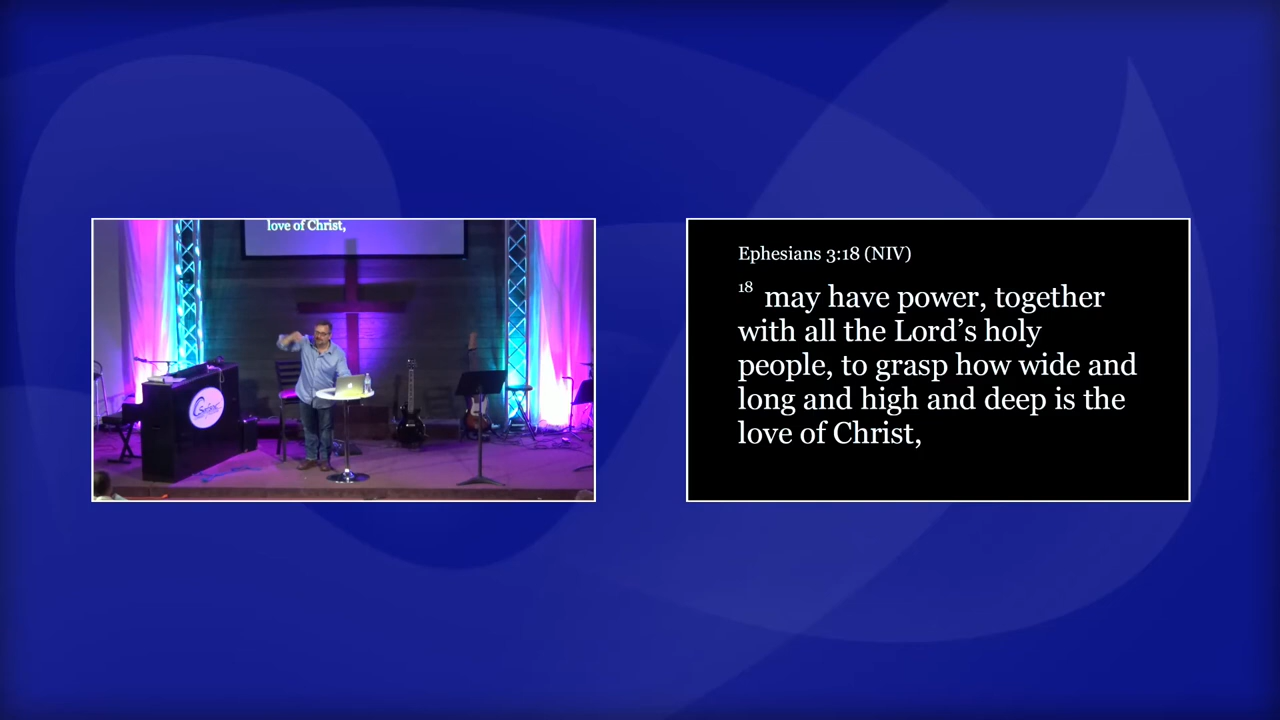 love of Christ,
Ephesians 3:18 (NIV)
18 may have power, together
with all the Lord’s holy
people, to grasp how wide and
long and high and deep is the
love of Christ,